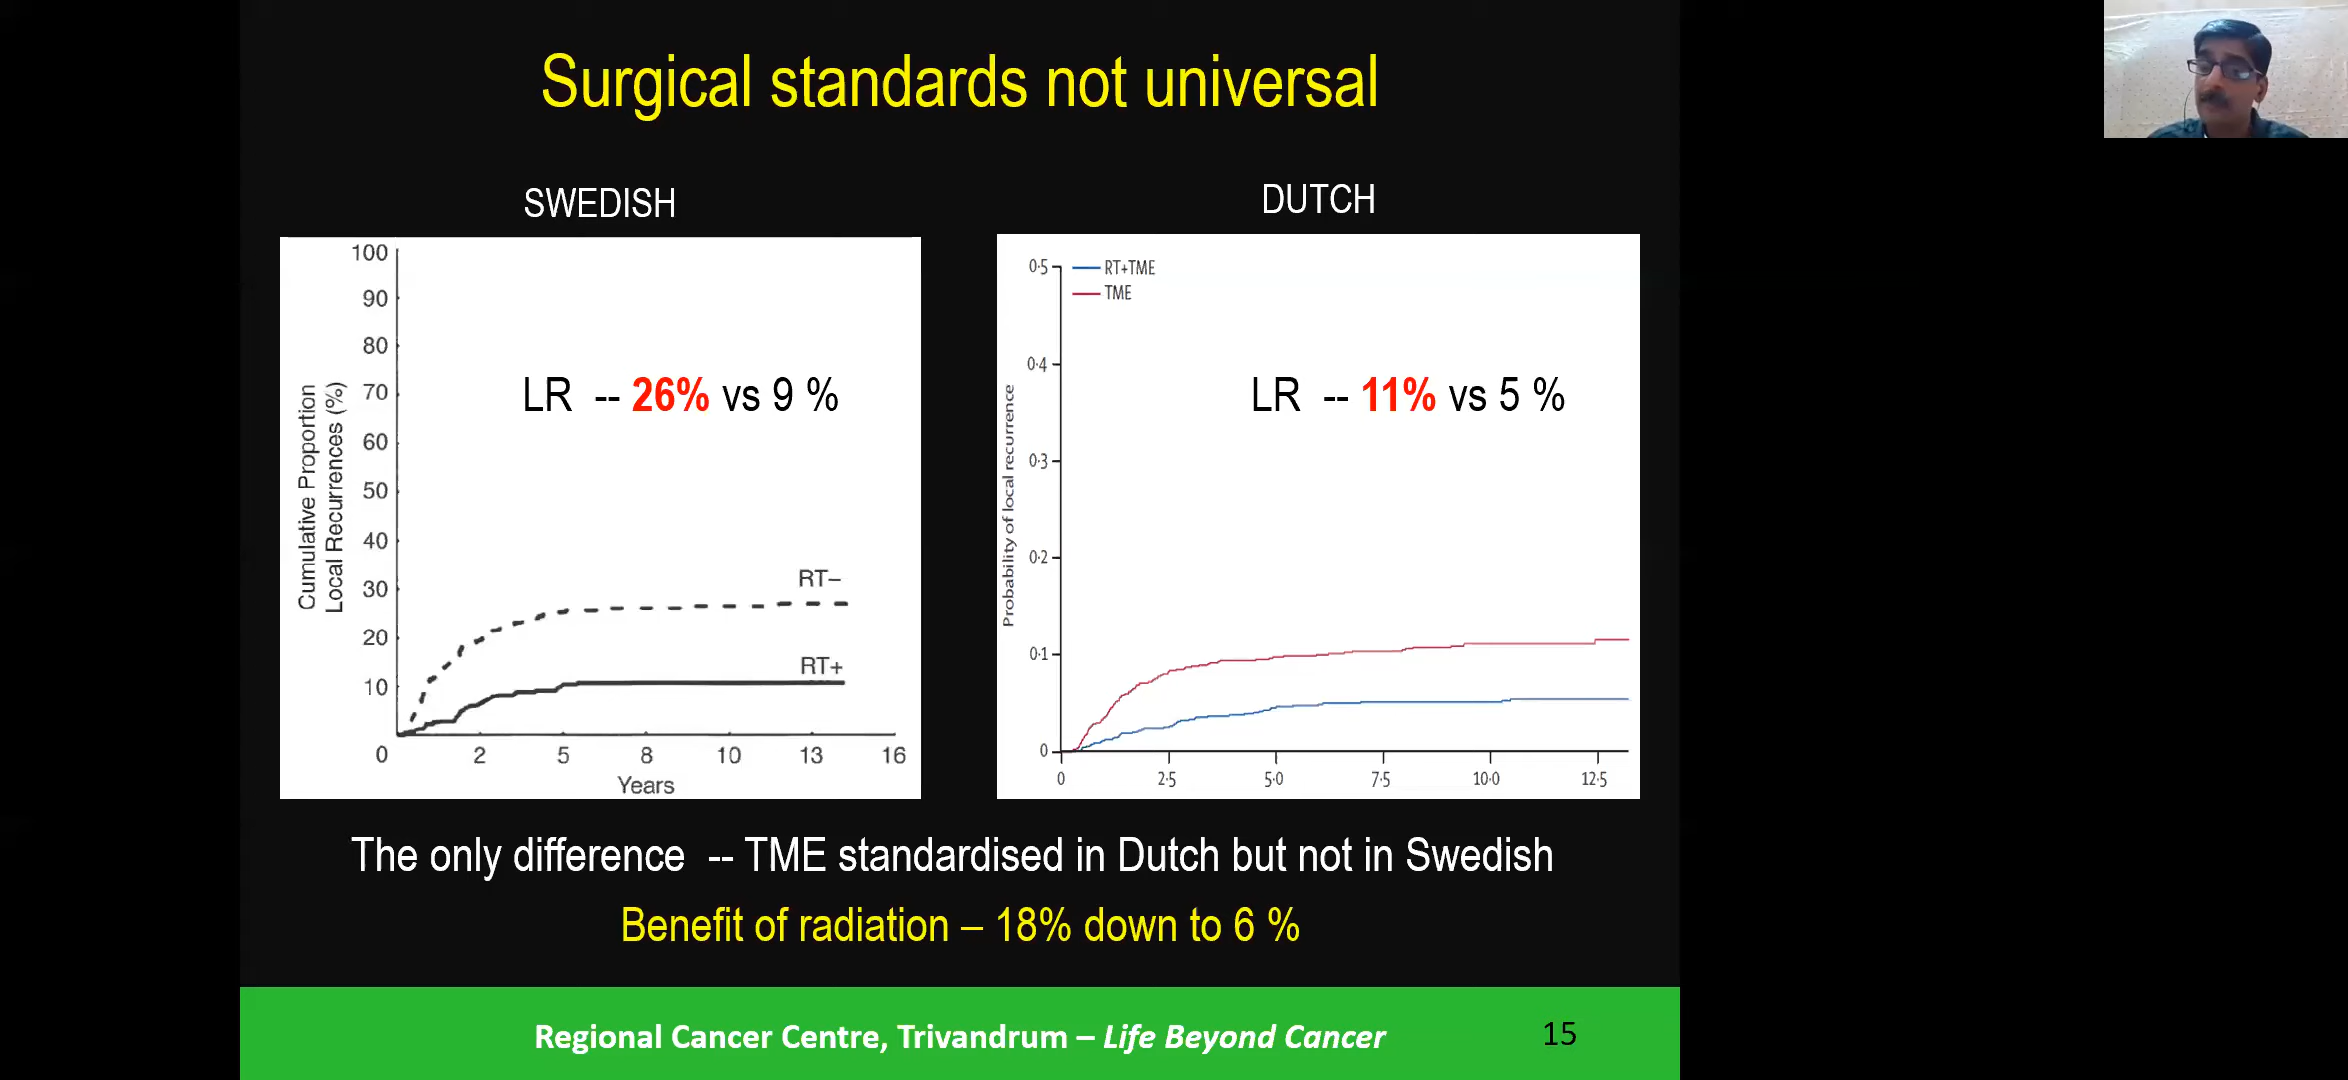 Surgical standards not universal
SWEDISH
100
90
80
70
60
50
40
30
20
10
0
2
5
8
10
13
16
Years
Cumulative Proportion
Local Recurrences (%)
LR -- 26% vs 9 %
RT–
RT+
DUTCH
0·5
0·4
0·3
0·2
0·1
0
0
2·5
5·0
7·5
10·0
12·5
Probability of local recurrence
RT+TME
TME
LR -- 11% vs 5 %
The only difference -- TME standardised in Dutch but not in Swedish
Benefit of radiation – 18% down to 6 %
Regional Cancer Centre, Trivandrum – Life Beyond Cancer
15